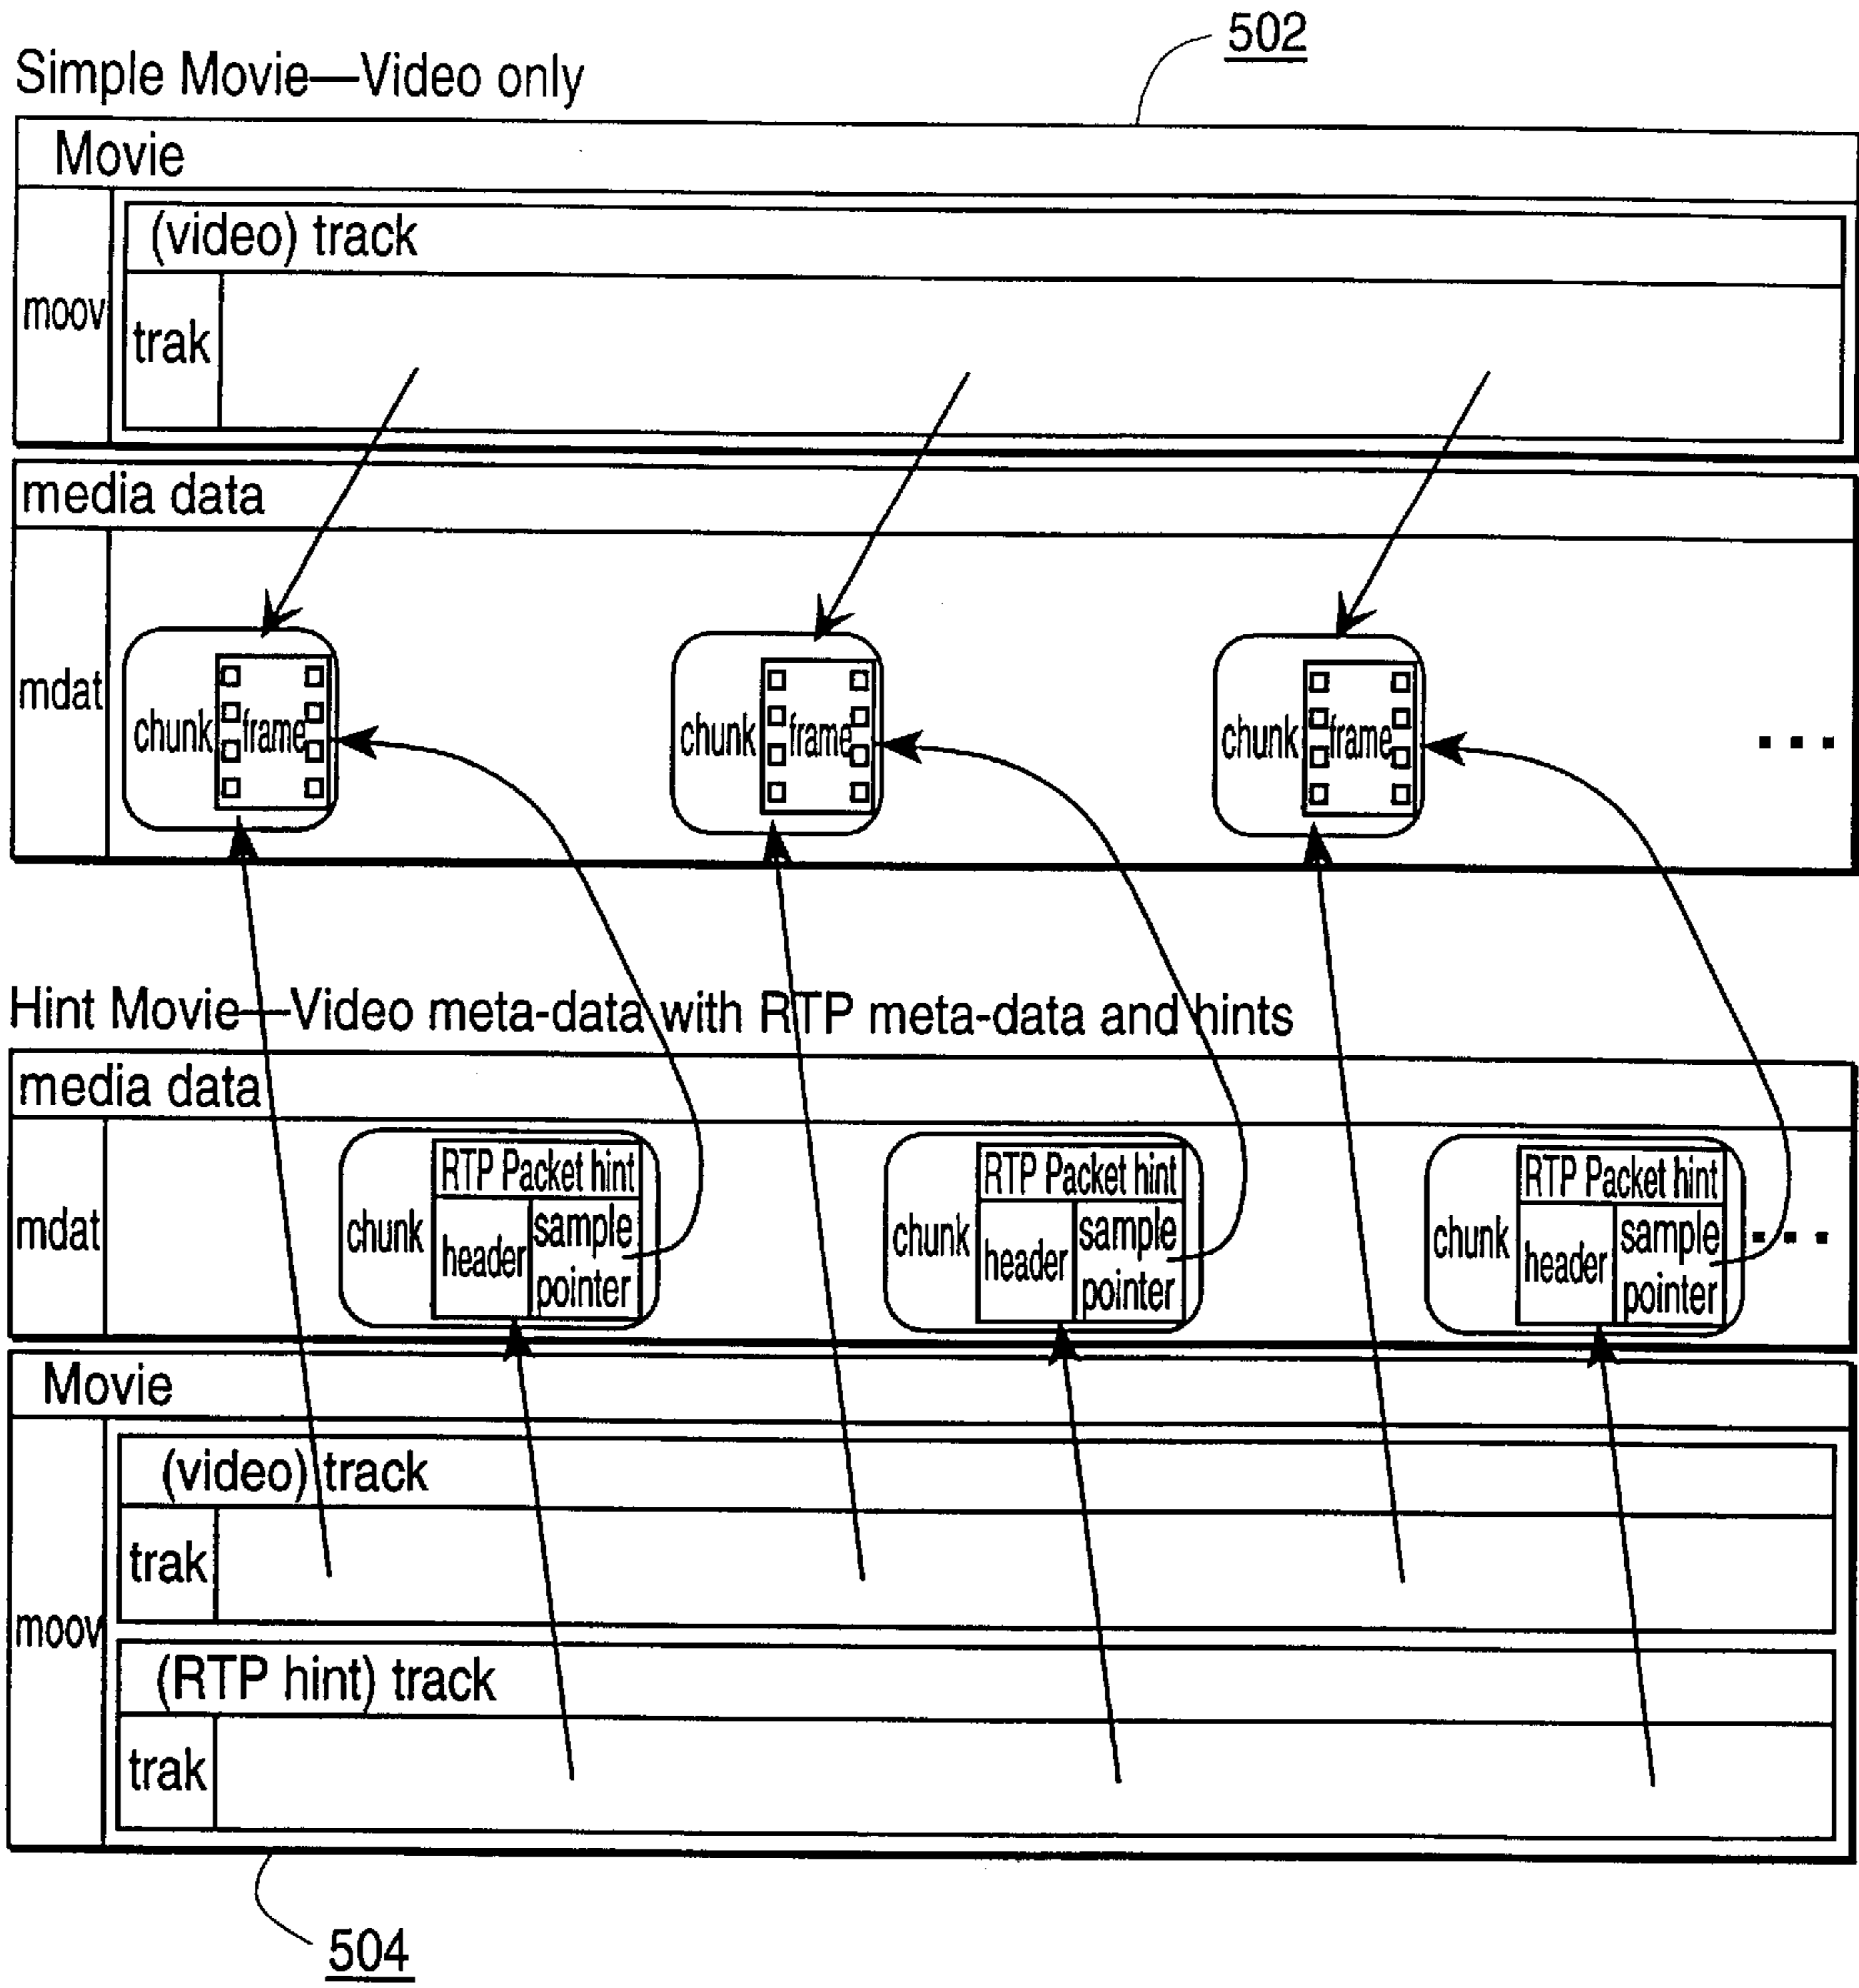 502
Simple Movie—Video only
Movie
(video) track
moov
trak
media data
mdat
chunk frame
chunk frame
chunk frame
...
Hint Movie—Video meta-data with RTP meta-data and hints
media data
mdat
chunk
RTP Packet hint
header
sample
pointer
chunk
RTP Packet hint
header
sample
pointer
chunk
RTP Packet hint
header
sample
pointer
...
Movie
moov
(video) track
trak
(RTP hint) track
trak
504